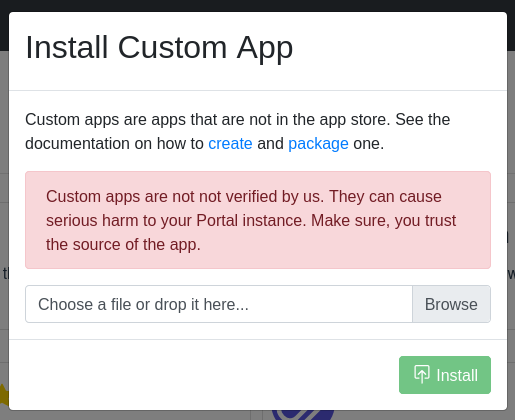 Install Custom App
Custom apps are apps that are not in the app store. See the
documentation on how to create and package one.
Custom apps are not not verified by us. They can cause
serious harm to your Portal instance. Make sure, you trust
the source of the app.
Choose a file or drop it here...
Browse
Install